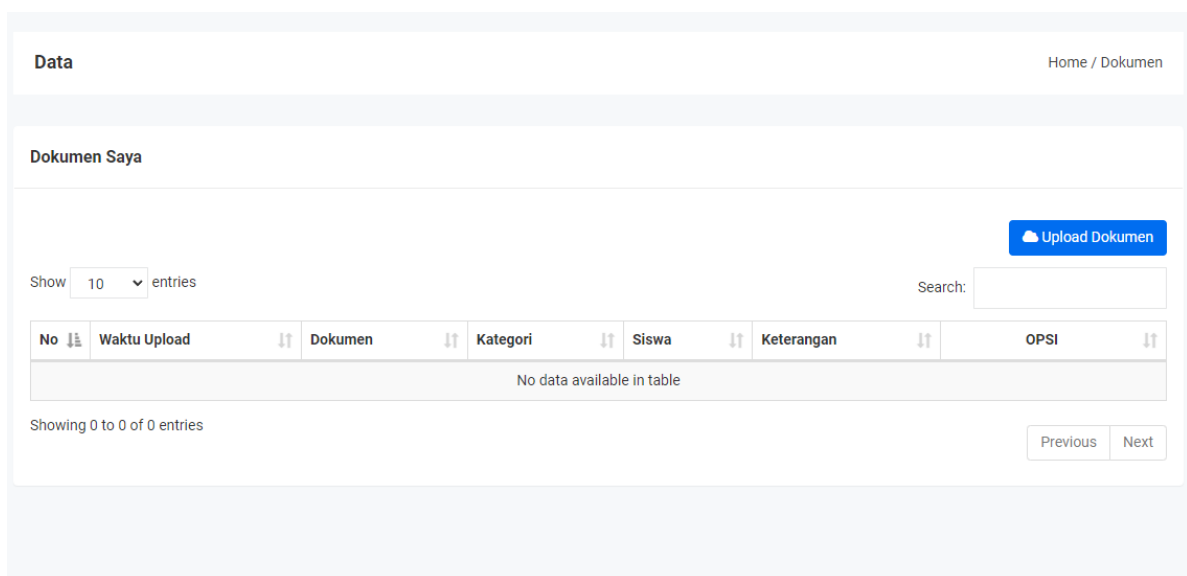 Data Home / Dokumen
Dokumen Saya
Upload Dokumen
Show 10 entries Search:
No Waktu Upload Dokumen Kategori Siswa Keterangan OPSI
No data available in table
Showing 0 to 0 of 0 entries
Previous Next